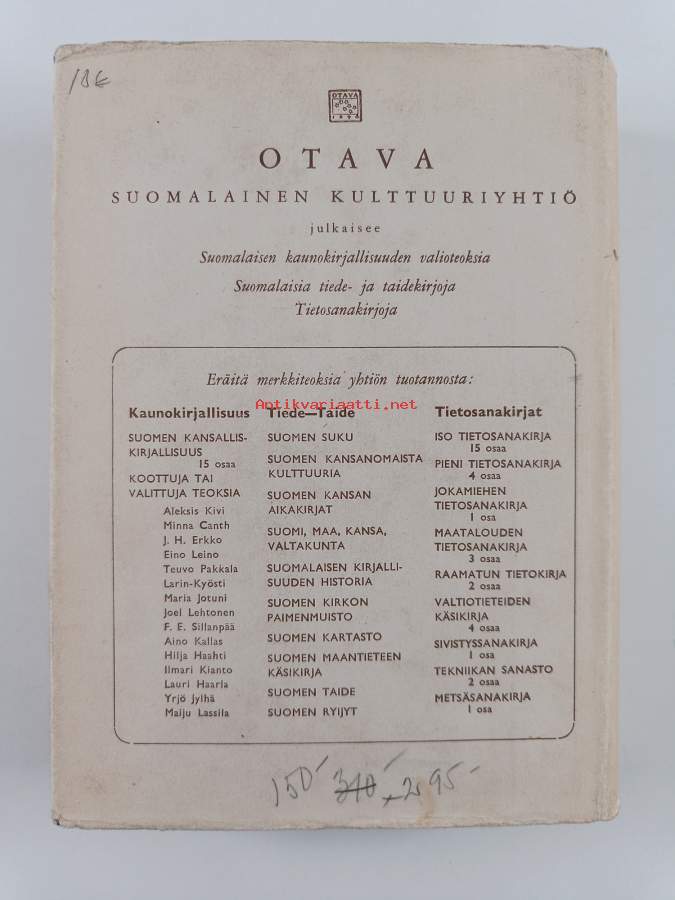 18€
OTAVA
1890
OTAVA
SUOMALAINEN KULTTUURIYHTIÖ
julkaisee
Suomalaisen kaunokirjallisuuden valioteoksia
Suomalaisia tiede- ja taidekirjoja
Tietosanakirjoja
Eräitä merkkiteoksia yhtiön tuotannosta:
Antikvariaatti.net
Kaunokirjallisuus
SUOMEN KANSALLIS-
KIRJALLISUUS
15 osaa
KOOTTUJA TAI
VALITTUJA TEOKSIA
Aleksis Kivi
Minna Canth
J. H. Erkko
Eino Leino
Teuvo Pakkala
Larin-Kyösti
Maria Jotuni
Joel Lehtonen
F. E. Sillanpää
Aino Kallas
Hilja Haahti
Ilmari Kianto
Lauri Haarla
Yrjö Jylhä
Maiju Lassila
Tiede—Taide
SUOMEN SUKU
SUOMEN KANSANOMAISTA
KULTTUURIA
SUOMEN KANSAN
AIKAKIRJAT
SUOMI, MAA, KANSA,
VALTAKUNTA
SUOMALAISEN KIRJALLI-
SUUDEN HISTORIA
SUOMEN KIRKON
PAIMENMUISTO
SUOMEN KARTASTO
SUOMEN MAANTIETEEN
KÄSIKIRJA
SUOMEN TAIDE
SUOMEN RYIJYT
Tietosanakirjat
ISO TIETOSANAKIRJA
15 osaa
PIENI TIETOSANAKIRJA
4 osaa
JOKAMIEHEN
TIETOSANAKIRJA
1 osa
MAATALOUDEN
TIETOSANAKIRJA
3 osaa
RAAMATUN TIETOKIRJA
2 osaa
VALTIOTIETEIDEN
KÄSIKIRJA
4 osaa
SIVISTYSSANAKIRJA
1 osa
TEKNIIKAN SANASTO
2 osaa
METSÄSANAKIRJA
1 osa
150- 310 95-